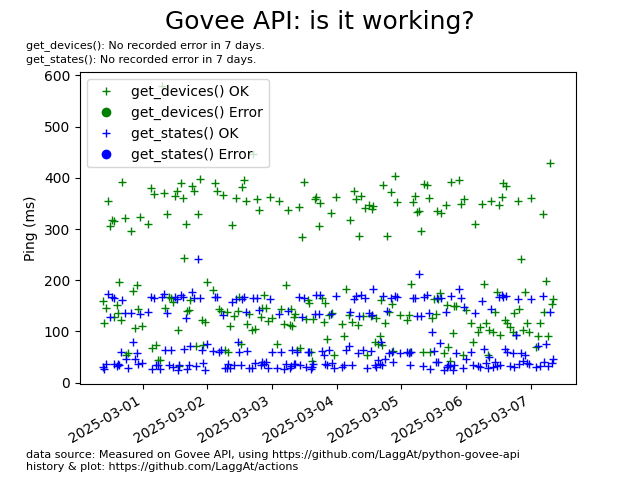 Govee API: is it working?
get_devices(): No recorded error in 7 days.
get_states(): No recorded error in 7 days.
600
500
400
300
200
100
0
Ping (ms)
get_devices() OK
get_devices() Error
get_states() OK
get_states() Error
2025-03-01
2025-03-02
2025-03-03
2025-03-04
2025-03-05
2025-03-06
2025-03-07
data source: Measured on Govee API, using https://github.com/LaggAt/python-govee-api
history & plot: https://github.com/LaggAt/actions